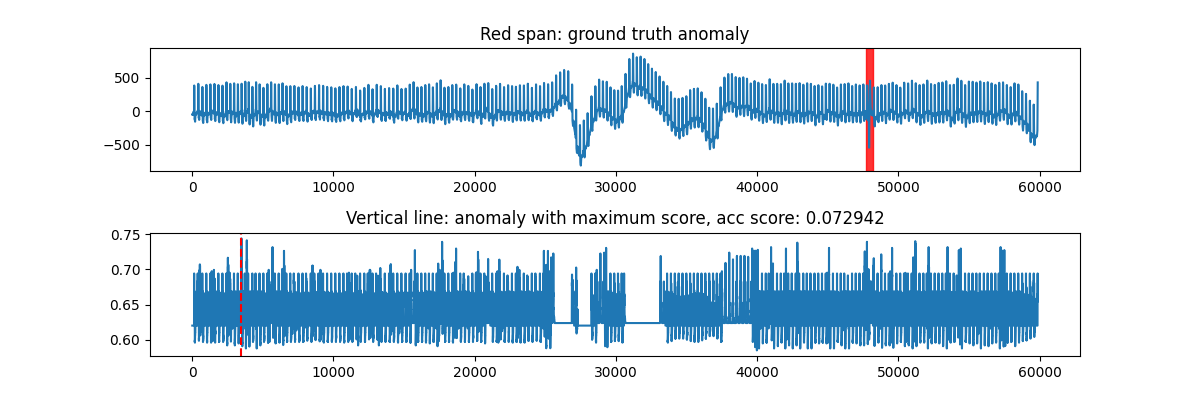 Red span: ground truth anomaly
500
0
−500
0 10000 20000 30000 40000 50000 60000
Vertical line: anomaly with maximum score, acc score: 0.072942
0.75
0.70
0.65
0.60
0 10000 20000 30000 40000 50000 60000